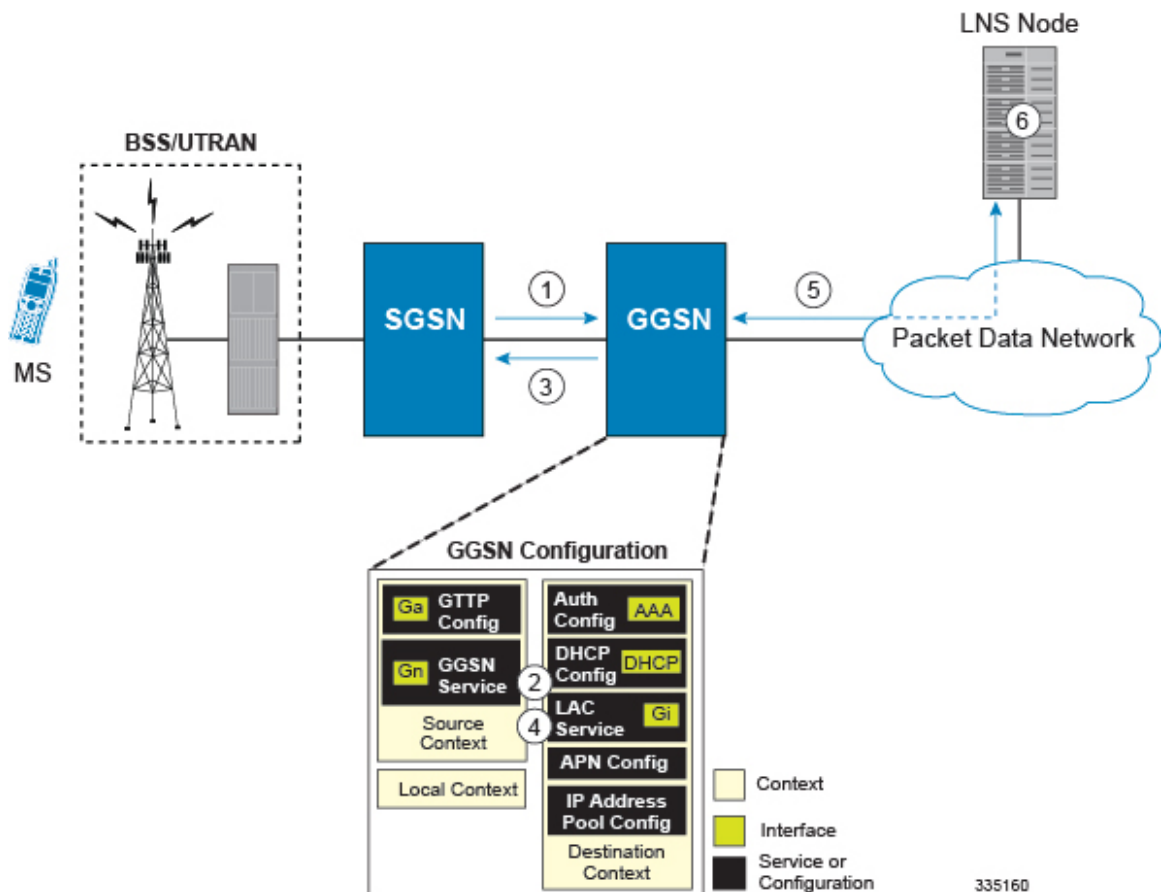 LNS Node
6
BSS/UTRAN
MS
SGSN
1
3
GGSN
5
Packet Data Network
GGSN Configuration
Ga
GTTP
Config
Gn
GGSN
Service
Source
Context
Local Context
2
4
Auth
Config
AAA
DHCP
Config
DHCP
LAC
Service
Gi
APN Config
IP Address
Pool Config
Destination
Context
Context
Interface
Service or
Configuration
335160